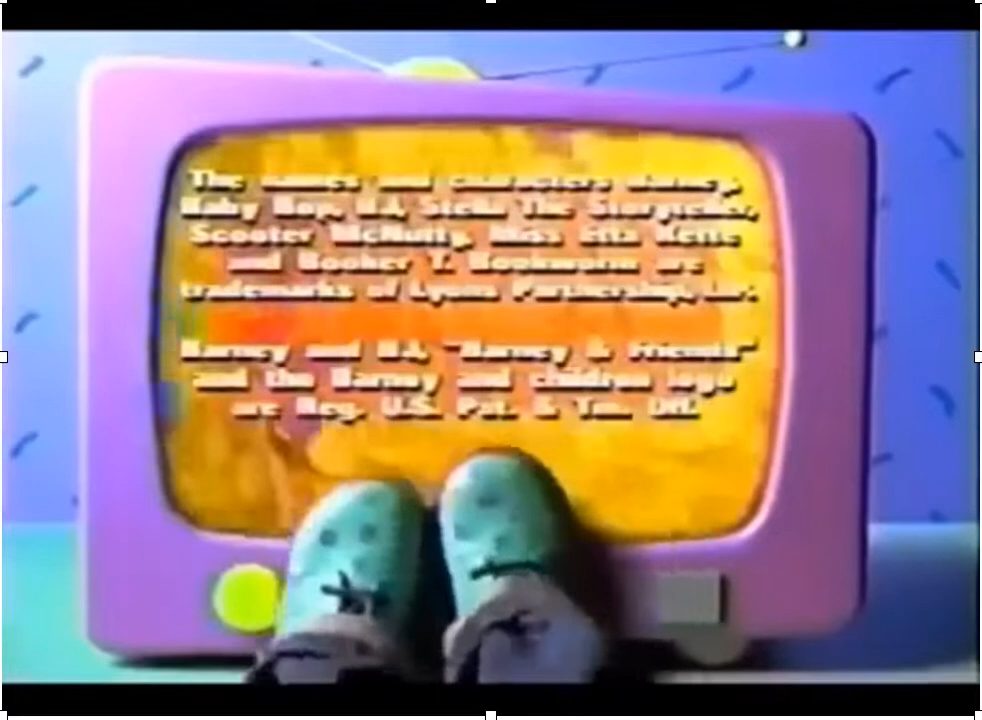 The names and characters Barney,
Baby Bop, BJ, Stella The Storyteller,
Scooter McNutty, Miss Etta Kette
and Booker T. Bookworm are
trademarks of Lyons Partnership, L.P.
Barney and BJ, "Barney & Friends"
and the Barney and children logo
are Reg. U.S. Pat. & Tm. Off.